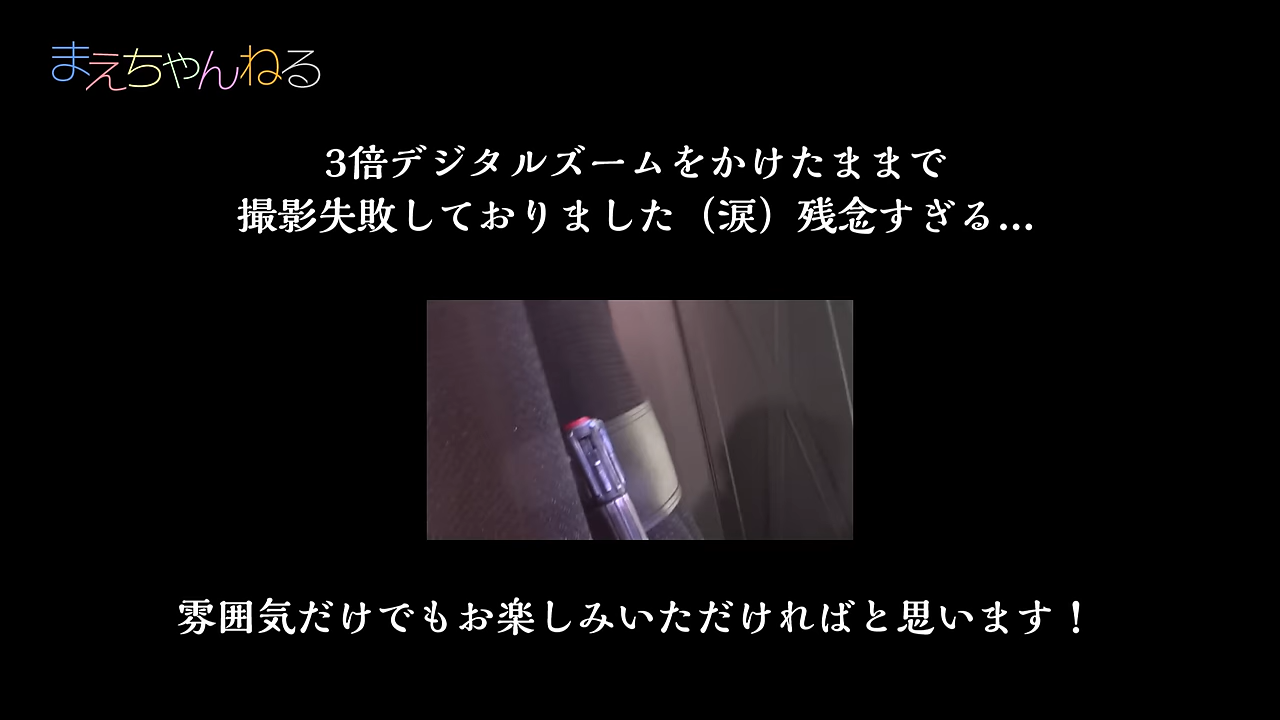 まえちゃんねる
3倍デジタルズームをかけたままで
撮影失敗しておりました（涙）残念すぎる...
雰囲気だけでもお楽しみいただければと思います！